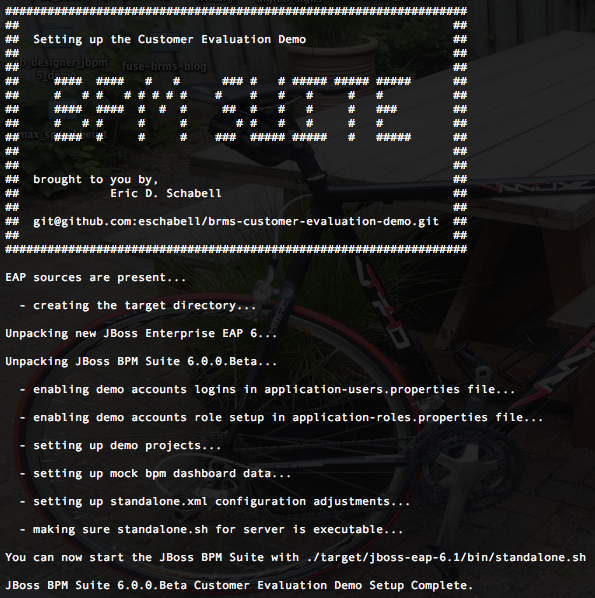 Setting up the Customer Evaluation Demo
BPM SUITE
brought to you by,
Eric D. Schabell
git@github.com:eschabell/brms-customer-evaluation-demo.git
EAP sources are present...
- creating the target directory...
Unpacking new JBoss Enterprise EAP 6...
Unpacking JBoss BPM Suite 6.0.0.Beta...
- enabling demo accounts logins in application-users.properties file...
- enabling demo accounts role setup in application-roles.properties file...
- setting up demo projects...
- setting up mock bpm dashboard data...
- setting up standalone.xml configuration adjustments...
- making sure standalone.sh for server is executable...
You can now start the JBoss BPM Suite with ./target/jboss-eap-6.1/bin/standalone.sh
JBoss BPM Suite 6.0.0.Beta Customer Evaluation Demo Setup Complete.